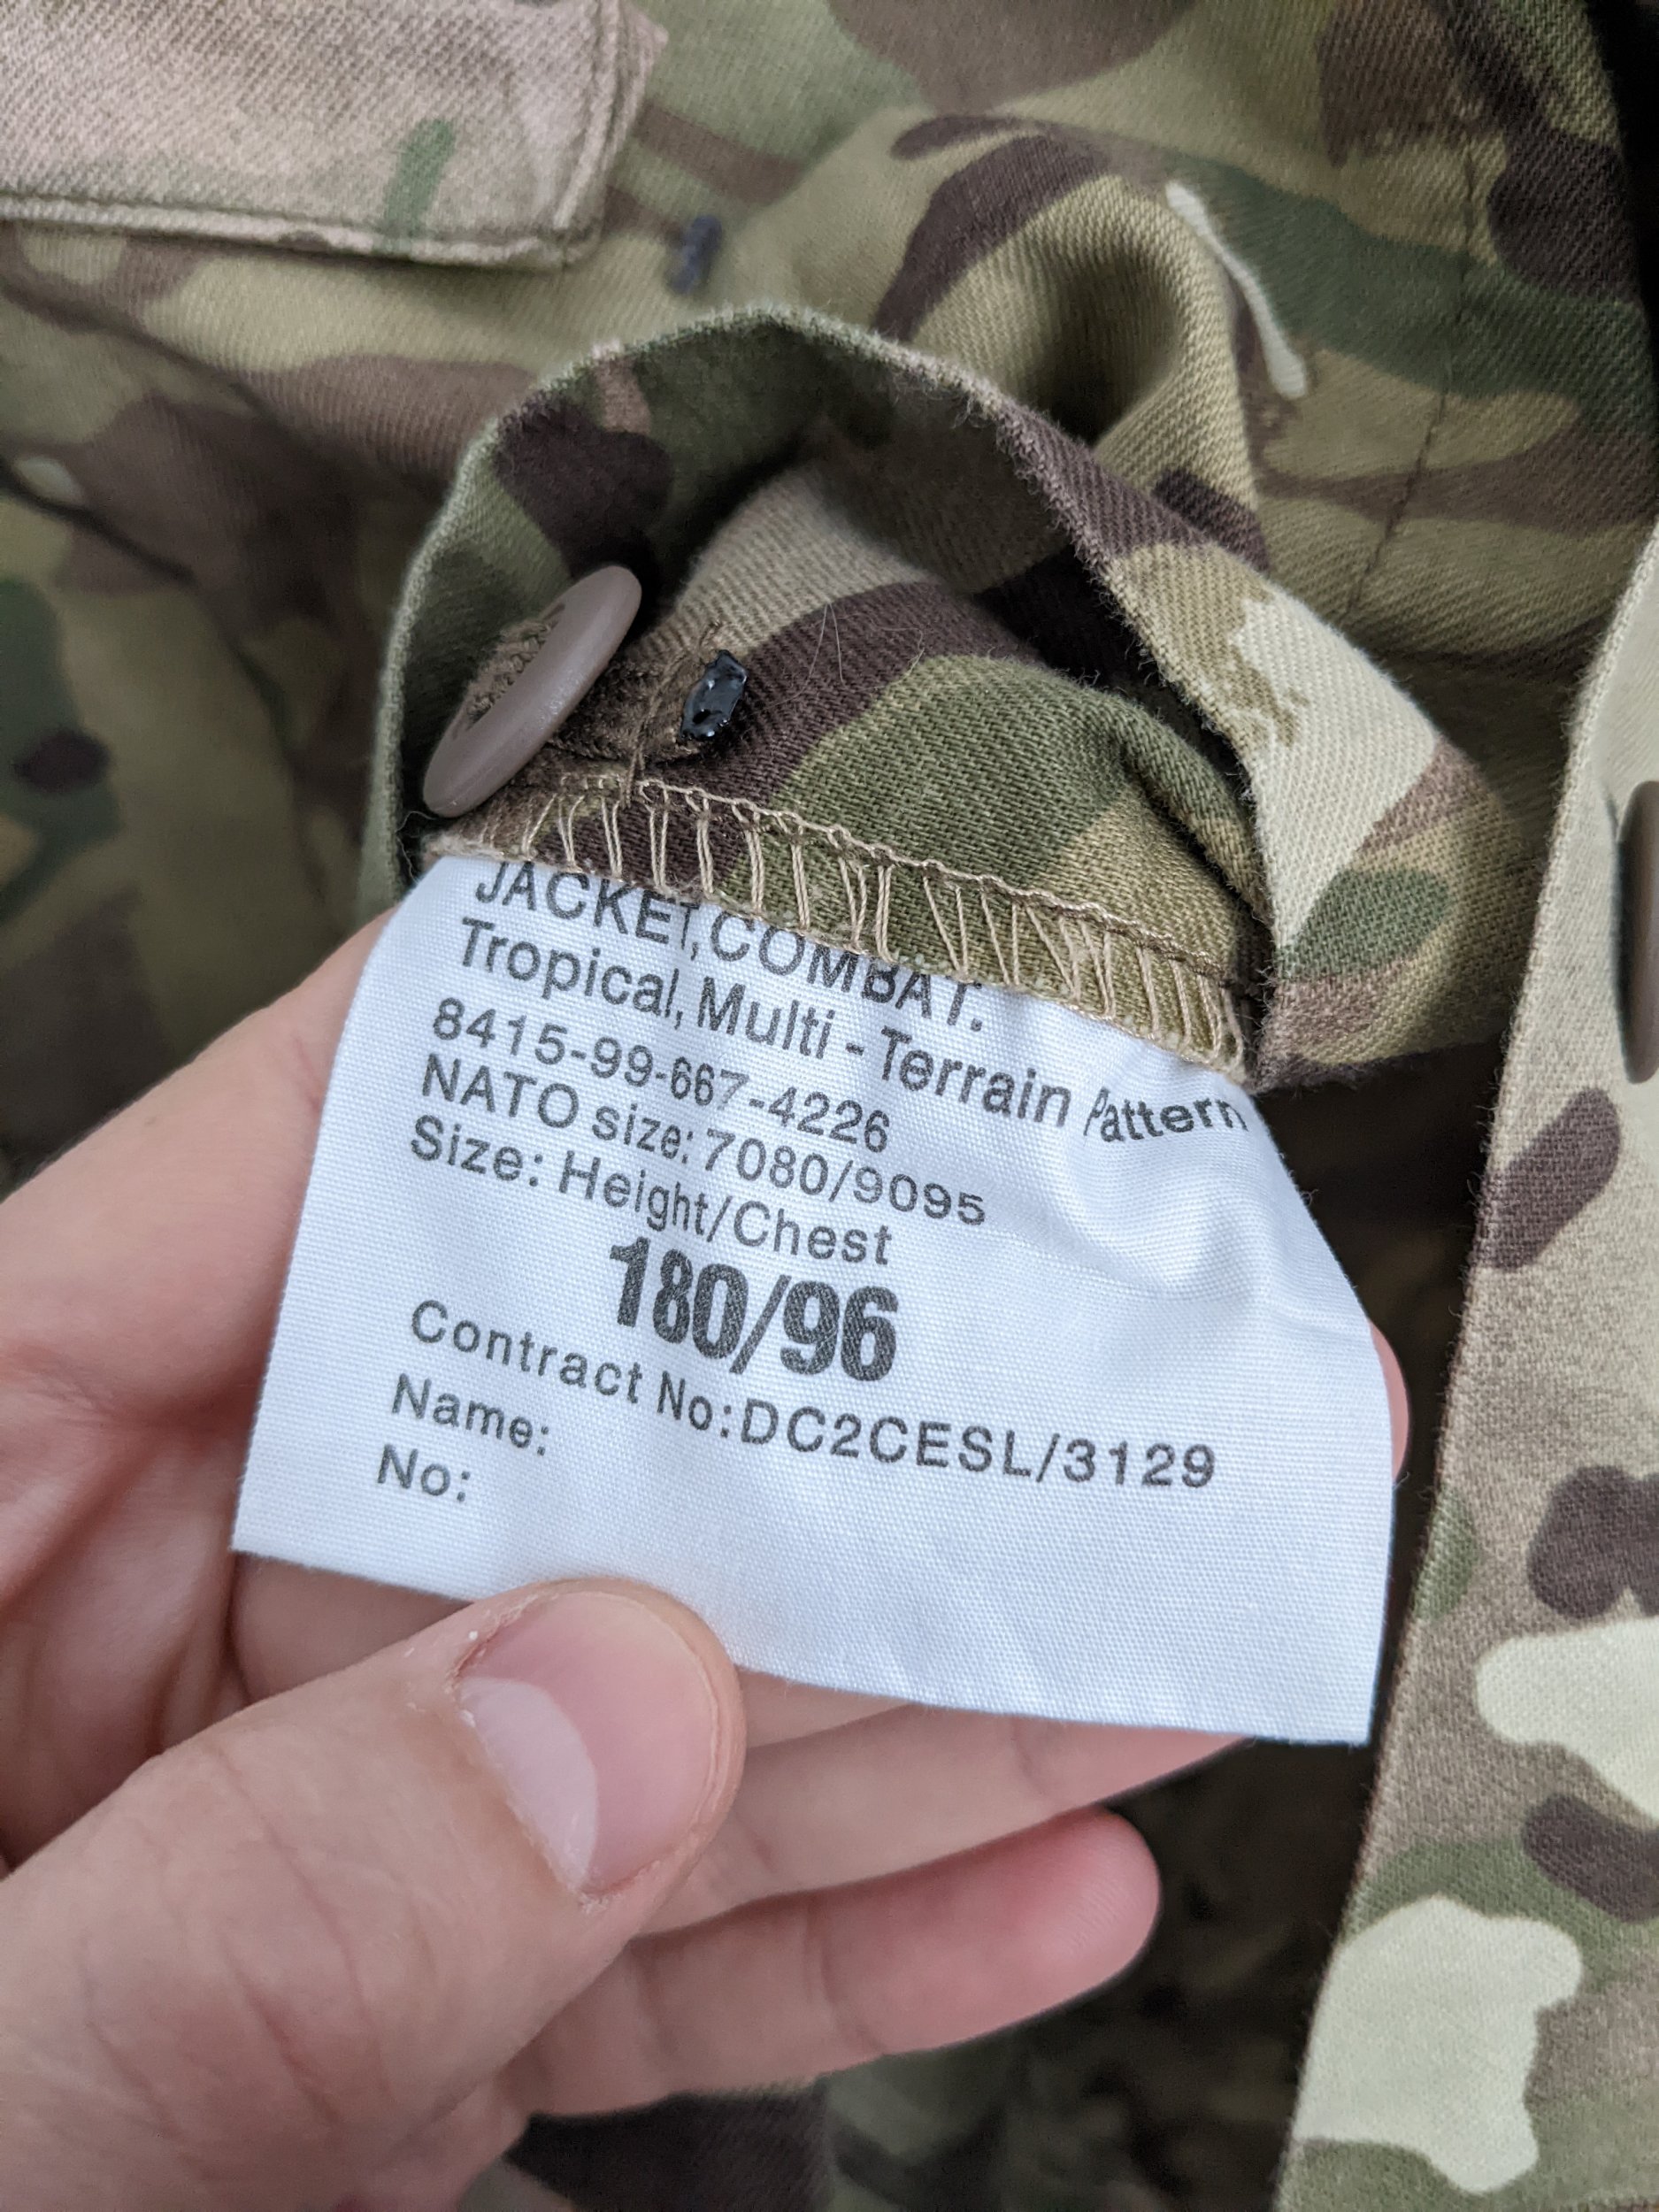 JACKET,COMBAT.
Tropical, Multi - Terrain Pattern
8415-99-667-4226
NATO size: 7080/9095
Size: Height/Chest
180/96
Contract No:DC2CESL/3129
Name:
No: